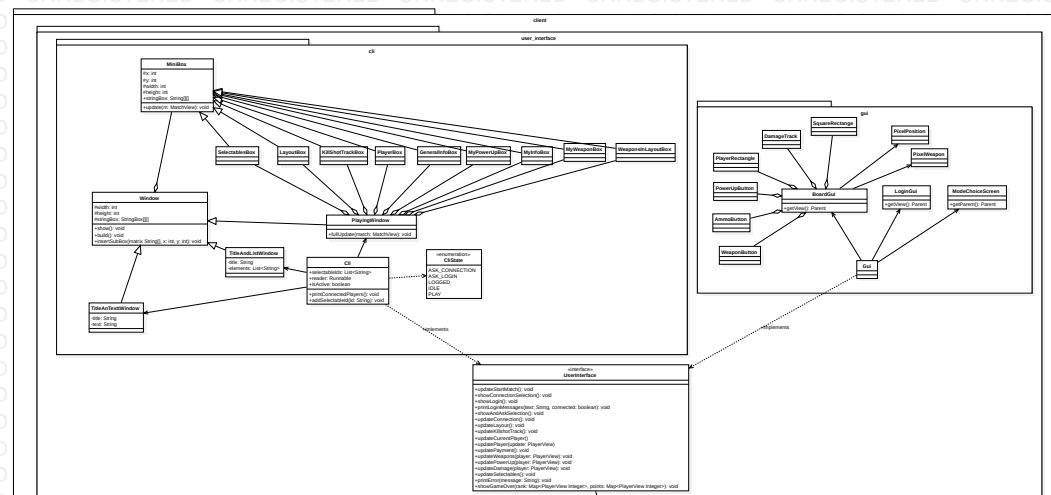 client
user_interface
cli
MiniBox
#x: int
#y: int
#width: int
#height: int
+stringBox: String[][]
+update(m: MatchView): void
SelectablesBox
LayoutBox
KillShotTrackBox
PlayerBox
GeneralInfoBox
MyPowerUpBox
MyInfoBox
MyWeaponBox
WeaponsInLayoutBox
Window
#width: int
#height: int
#stringBox: StringBox[][]
+show(): void
+build(): void
+insertSubBox(matrix String[], x: int, y: int): void
PlayingWindow
+fullUpdate(match: MatchView): void
TitleAndListWindow
-title: String
-elements: List<String>
Cli
+selectableIds: List<String>
+reader: Runnable
+isActive: boolean
+printConnectedPlayers(): void
+addSelectableId(id: String): void
«enumeration»
CliState
ASK_CONNECTION
ASK_LOGIN
LOGGED
IDLE
PLAY
TitleAnTexttWindow
-title: String
-text: String
gui
SquareRectange
DamageTrack
PixelPosition
PlayerRectangle
PixelWeapon
PowerUpButton
BoardGui
+getView(): Parent
LoginGui
+getView(): Parent
ModeChoiceScreen
+getParent(): Parent
AmmoButton
WeaponButton
Gui
+implements
+implements
«interface»
UserInterface
+updateStartMatch(): void
+showConnectionSelection(): void
+showLogin(): void
+printLoginMessages(text: String, connected: boolean): void
+showAndAskSelection(): void
+updateConnection(): void
+updateLayout(): void
+updateKillshotTrack(): void
+updateCurrentPlayer()
+updatePlayer(update: PlayerView)
+updatePayment(): void
+updateWeapons(player: PlayerView): void
+updatePowerUp(player: PlayerView): void
+updateDamage(player: PlayerView): void
+updateSelectables(): void
+printError(message: String): void
+showGameOver(rank: Map<PlayerView Integer>, points: Map<PlayerView Integer>): void